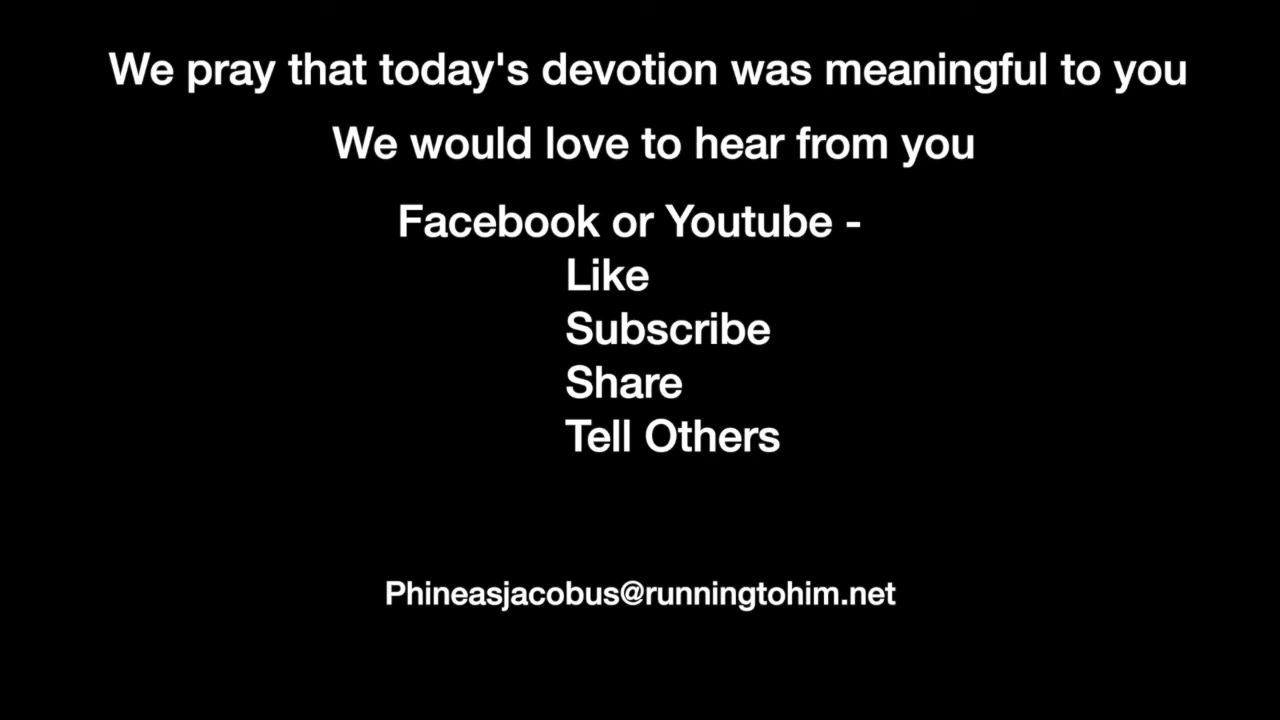 We pray that today's devotion was meaningful to you
We would love to hear from you
Facebook or Youtube -
Like
Subscribe
Share
Tell Others
Phineasjacobus@runningtohim.net